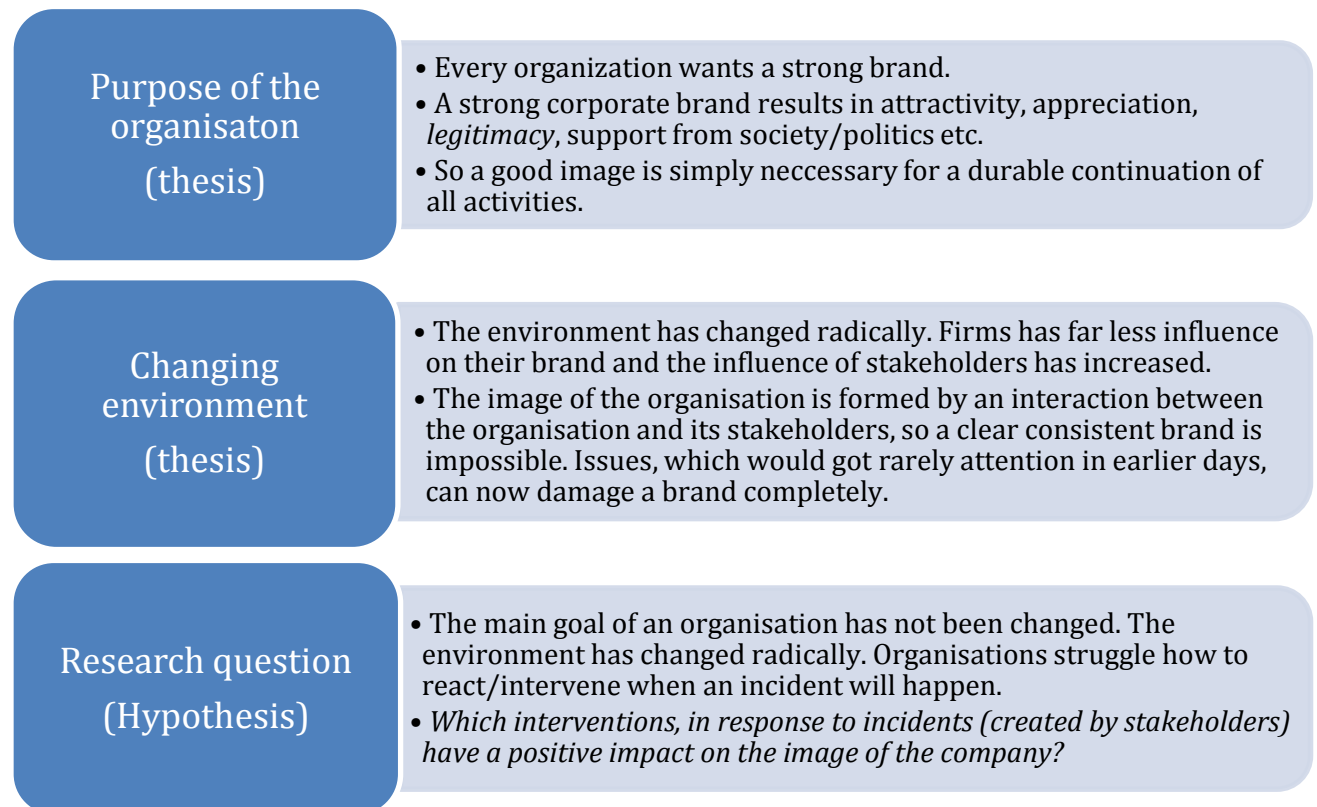 Purpose of the
organisaton
(thesis)
• Every organization wants a strong brand.
• A strong corporate brand results in attractivity, appreciation,
legitimacy, support from society/politics etc.
• So a good image is simply neccessary for a durable continuation of
all activities.
Changing
environment
(thesis)
• The environment has changed radically. Firms has far less influence
on their brand and the influence of stakeholders has increased.
• The image of the organisation is formed by an interaction between
the organisation and its stakeholders, so a clear consistent brand is
impossible. Issues, which would got rarely attention in earlier days,
can now damage a brand completely.
Research question
(Hypothesis)
• The main goal of an organisation has not been changed. The
environment has changed radically. Organisations struggle how to
react/intervene when an incident will happen.
• Which interventions, in response to incidents (created by stakeholders)
have a positive impact on the image of the company?